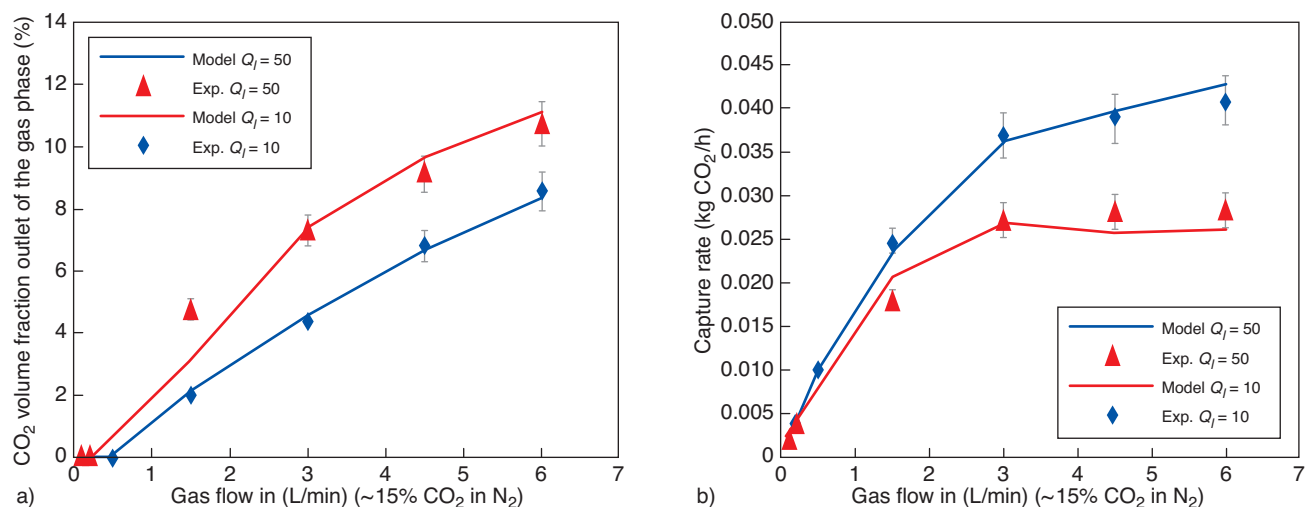 CO₂ volume fraction outlet of the gas phase (%)
14
12
10
8
6
4
2
0
Model Qₗ = 50
Exp. Qₗ = 50
Model Qₗ = 10
Exp. Qₗ = 10
1
2
3
4
5
6
7
0
Gas flow in (L/min) (~15% CO₂ in N₂)
a)
Capture rate (kg CO₂/h)
0.050
0.045
0.040
0.035
0.030
0.025
0.020
0.015
0.010
0.005
0.000
Model Qₗ = 50
Exp. Qₗ = 50
Model Qₗ = 10
Exp. Qₗ = 10
0
1
2
3
4
5
6
7
Gas flow in (L/min) (~15% CO₂ in N₂)
b)